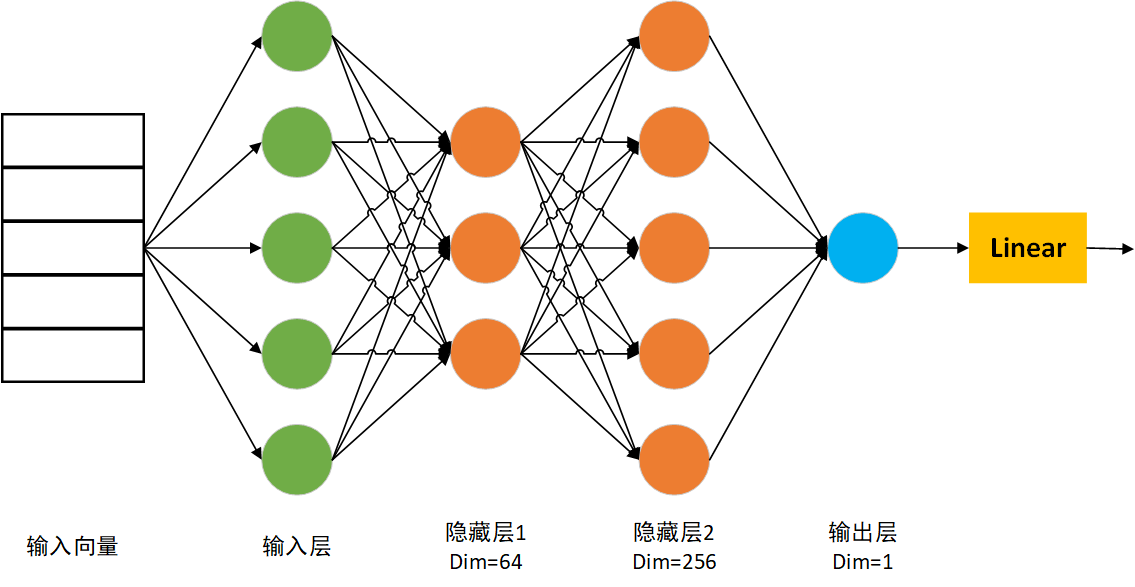 Linear
输入向量
输入层
隐藏层1
Dim=64
隐藏层2
Dim=256
输出层
Dim=1